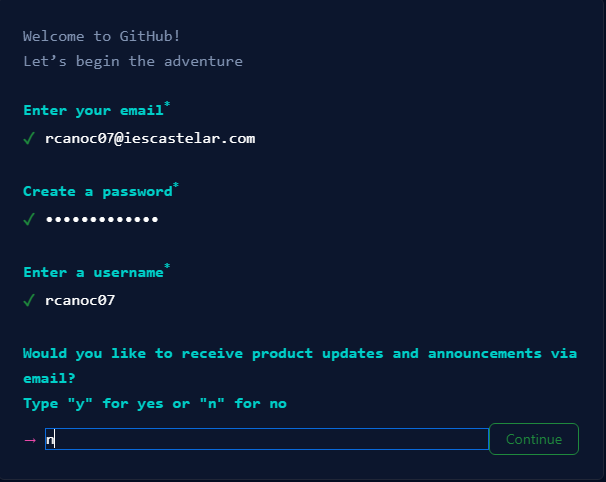 Welcome to GitHub!
Let’s begin the adventure
Enter your email*
✓ rcanoc07@iescastelar.com
Create a password*
✓ •••••••••••••
Enter a username*
✓ rcanoc07
Would you like to receive product updates and announcements via
email?
Type "y" for yes or "n" for no
→ n Continue